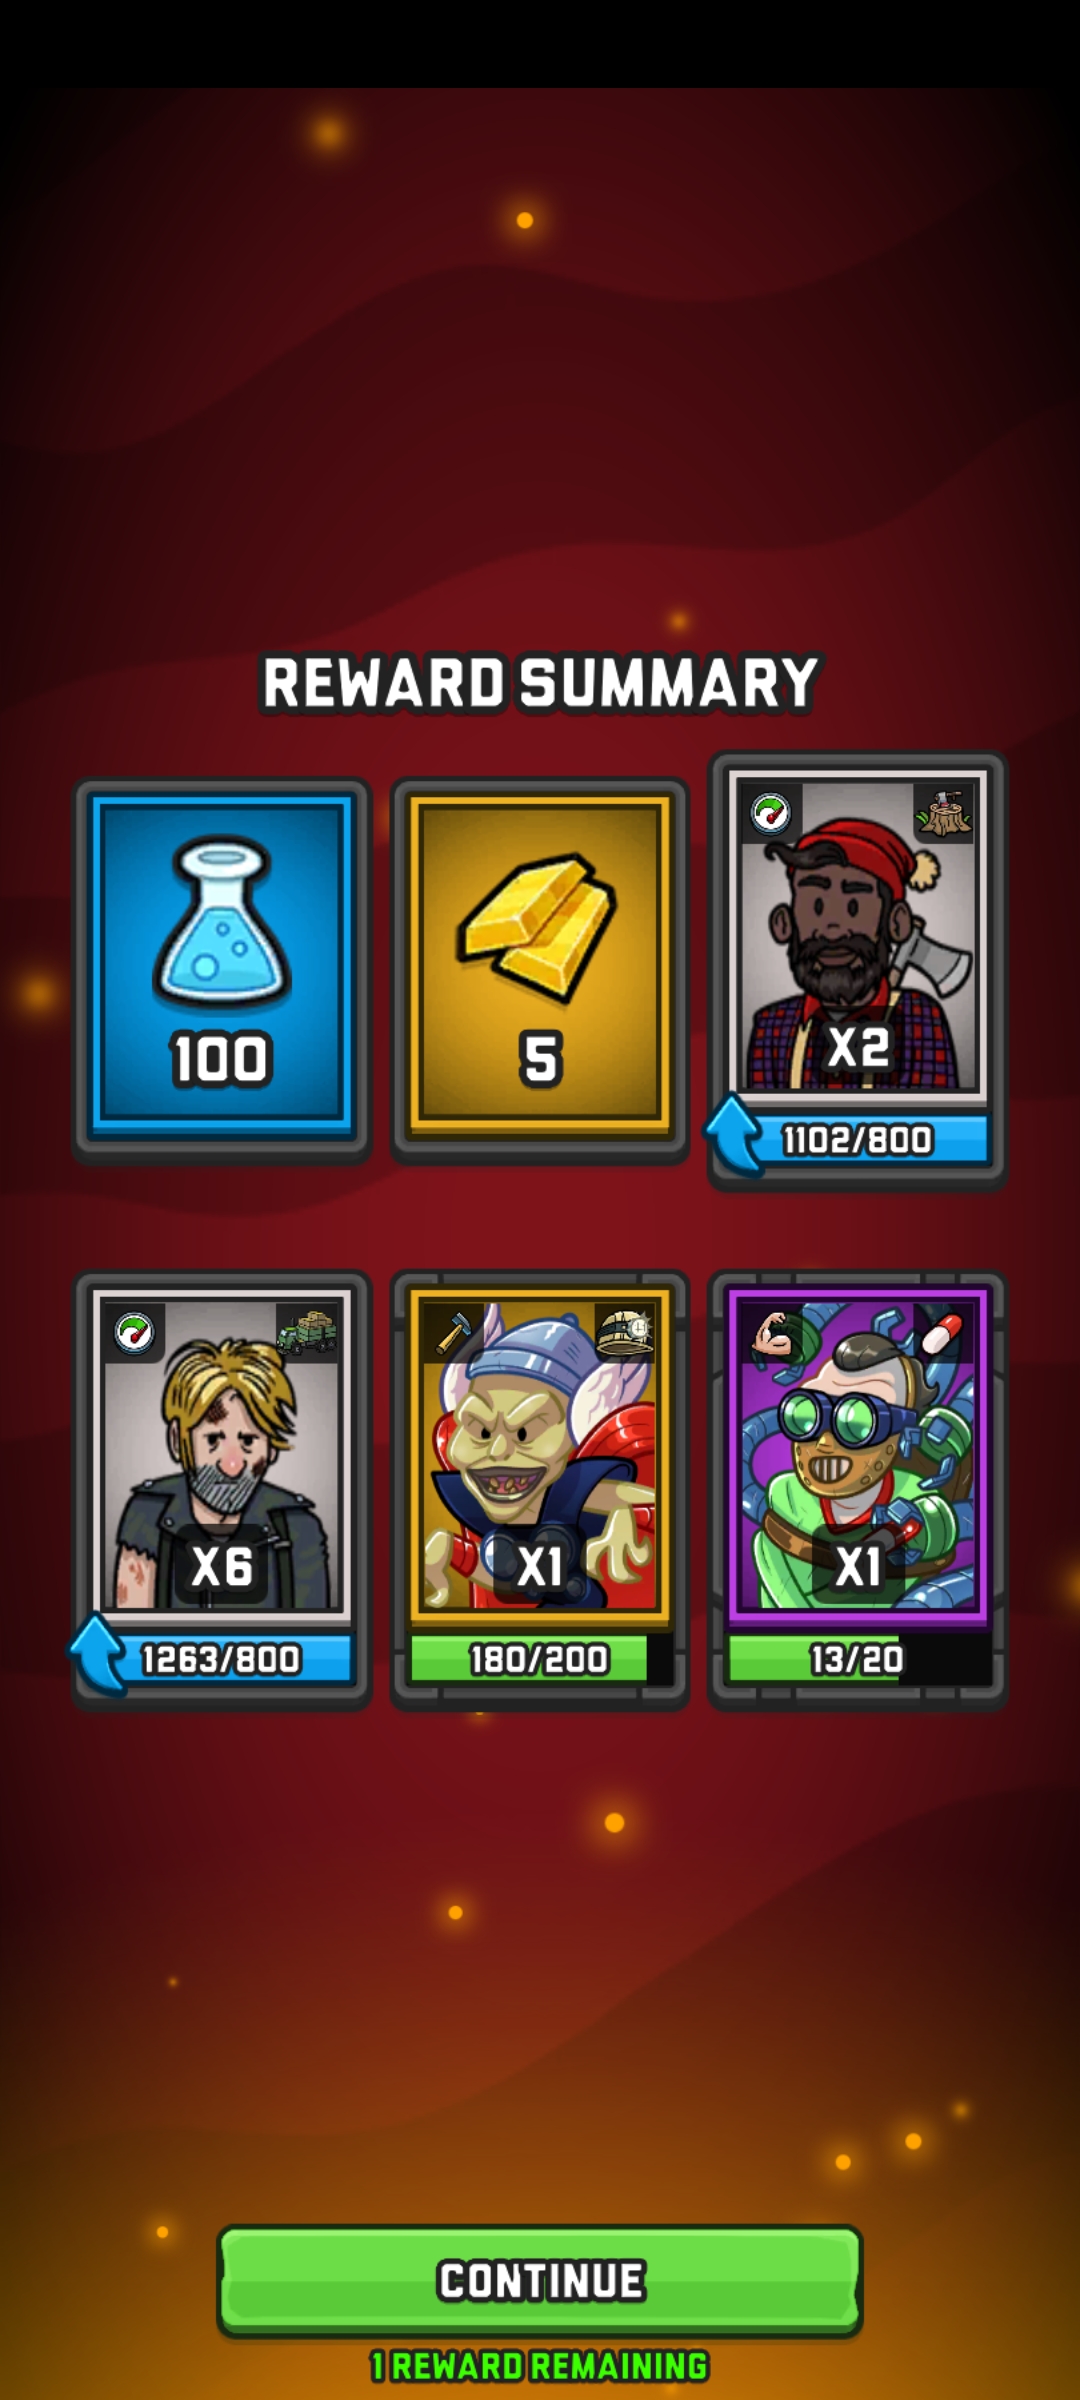 REWARD SUMMARY
100
5
X2
1102/800
X6
1263/800
X1
180/200
X1
13/20
CONTINUE
1 REWARD REMAINING